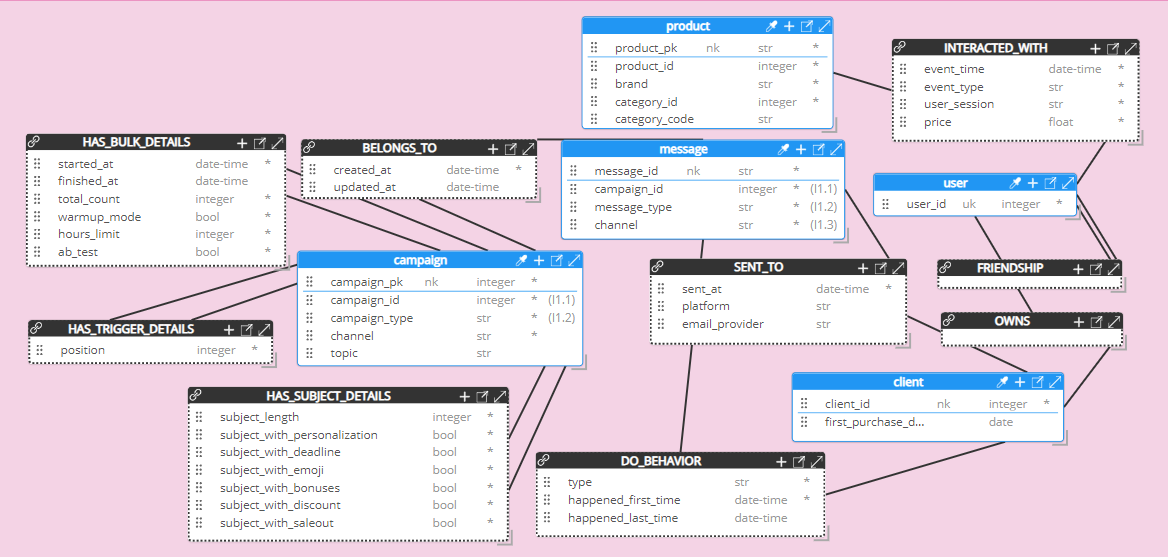 product
product_pk nk str *
product_id integer *
brand str *
category_id integer *
category_code str
INTERACTED_WITH
event_time date-time *
event_type str *
user_session str *
price float *
HAS_BULK_DETAILS
started_at date-time *
finished_at date-time
total_count integer *
warmup_mode bool *
hours_limit integer *
ab_test bool *
BELONGS_TO
created_at date-time *
updated_at date-time
message
message_id nk str *
campaign_id integer * (I1.1)
message_type str * (I1.2)
channel str * (I1.3)
user
user_id uk integer *
campaign
campaign_pk nk integer *
campaign_id integer * (I1.1)
campaign_type str * (I1.2)
channel str *
topic str
SENT_TO
sent_at date-time *
platform str
email_provider str
FRIENDSHIP
OWNS
HAS_TRIGGER_DETAILS
position integer *
client
client_id nk integer *
first_purchase_d... date
HAS_SUBJECT_DETAILS
subject_length integer *
subject_with_personalization bool *
subject_with_deadline bool *
subject_with_emoji bool *
subject_with_bonuses bool *
subject_with_discount bool *
subject_with_saleout bool *
DO_BEHAVIOR
type str *
happened_first_time date-time *
happened_last_time date-time